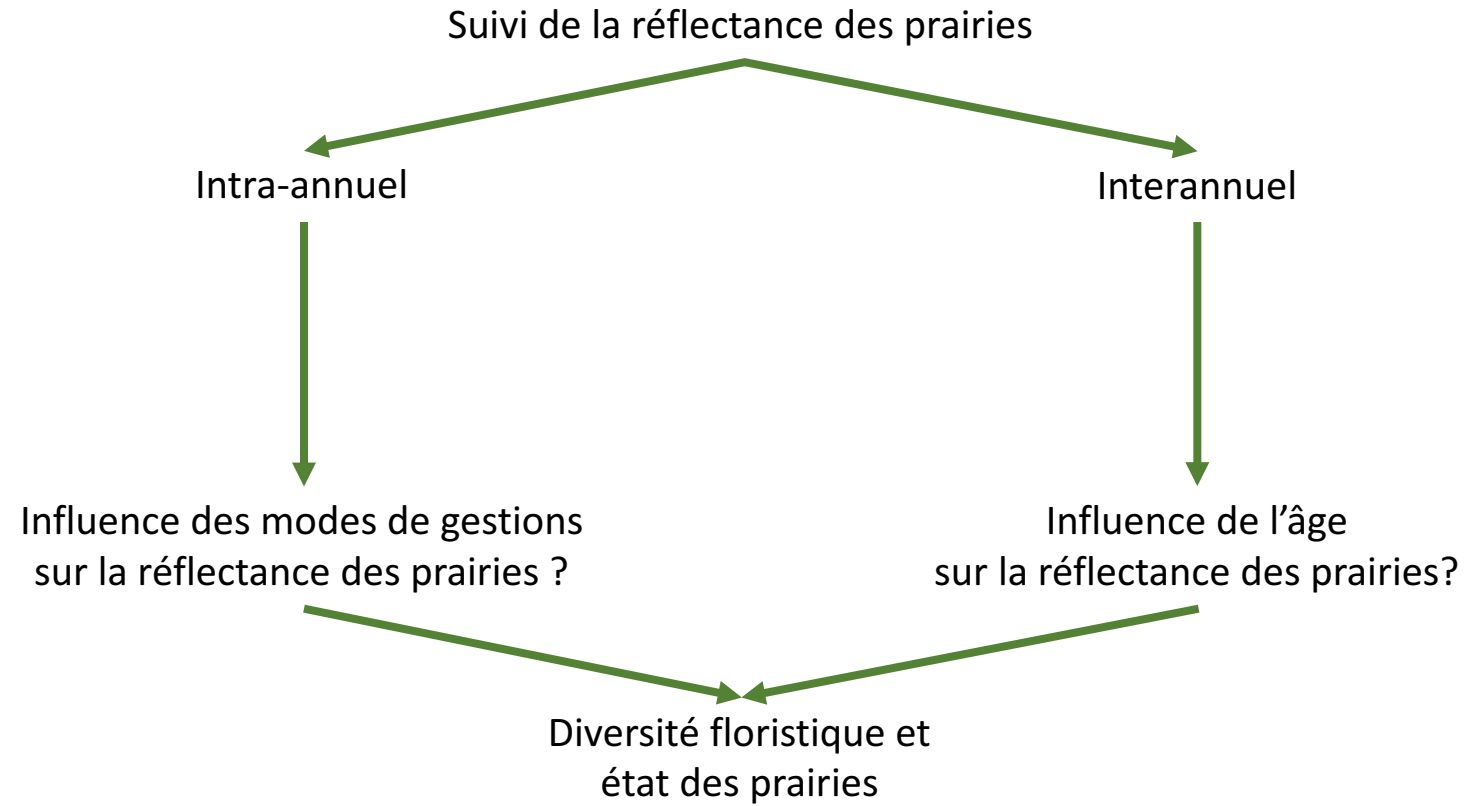 Suivi de la réflectance des prairies
Intra-annuel
Interannuel
Influence des modes de gestions
sur la réflectance des prairies ?
Influence de l’âge
sur la réflectance des prairies?
Diversité floristique et
état des prairies